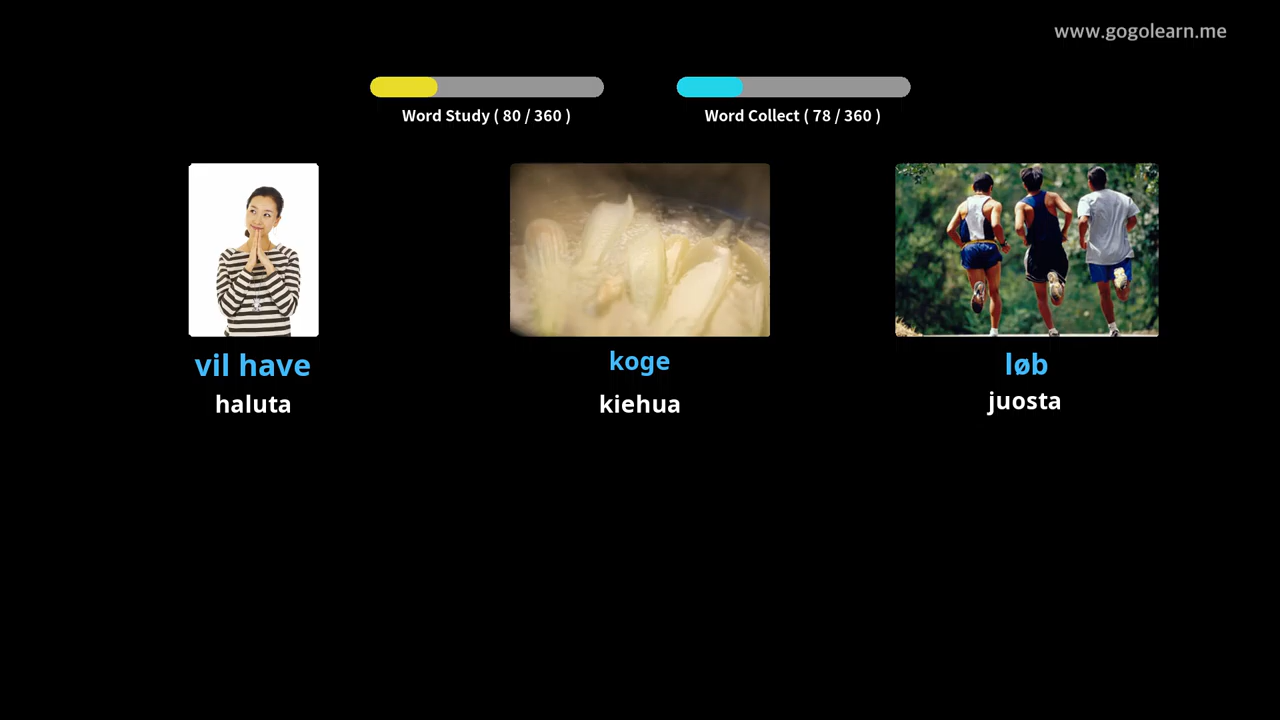 www.gogolearn.me
Word Study ( 80 / 360 )
Word Collect ( 78 / 360 )
vil have
haluta
koge
kiehua
løb
juosta